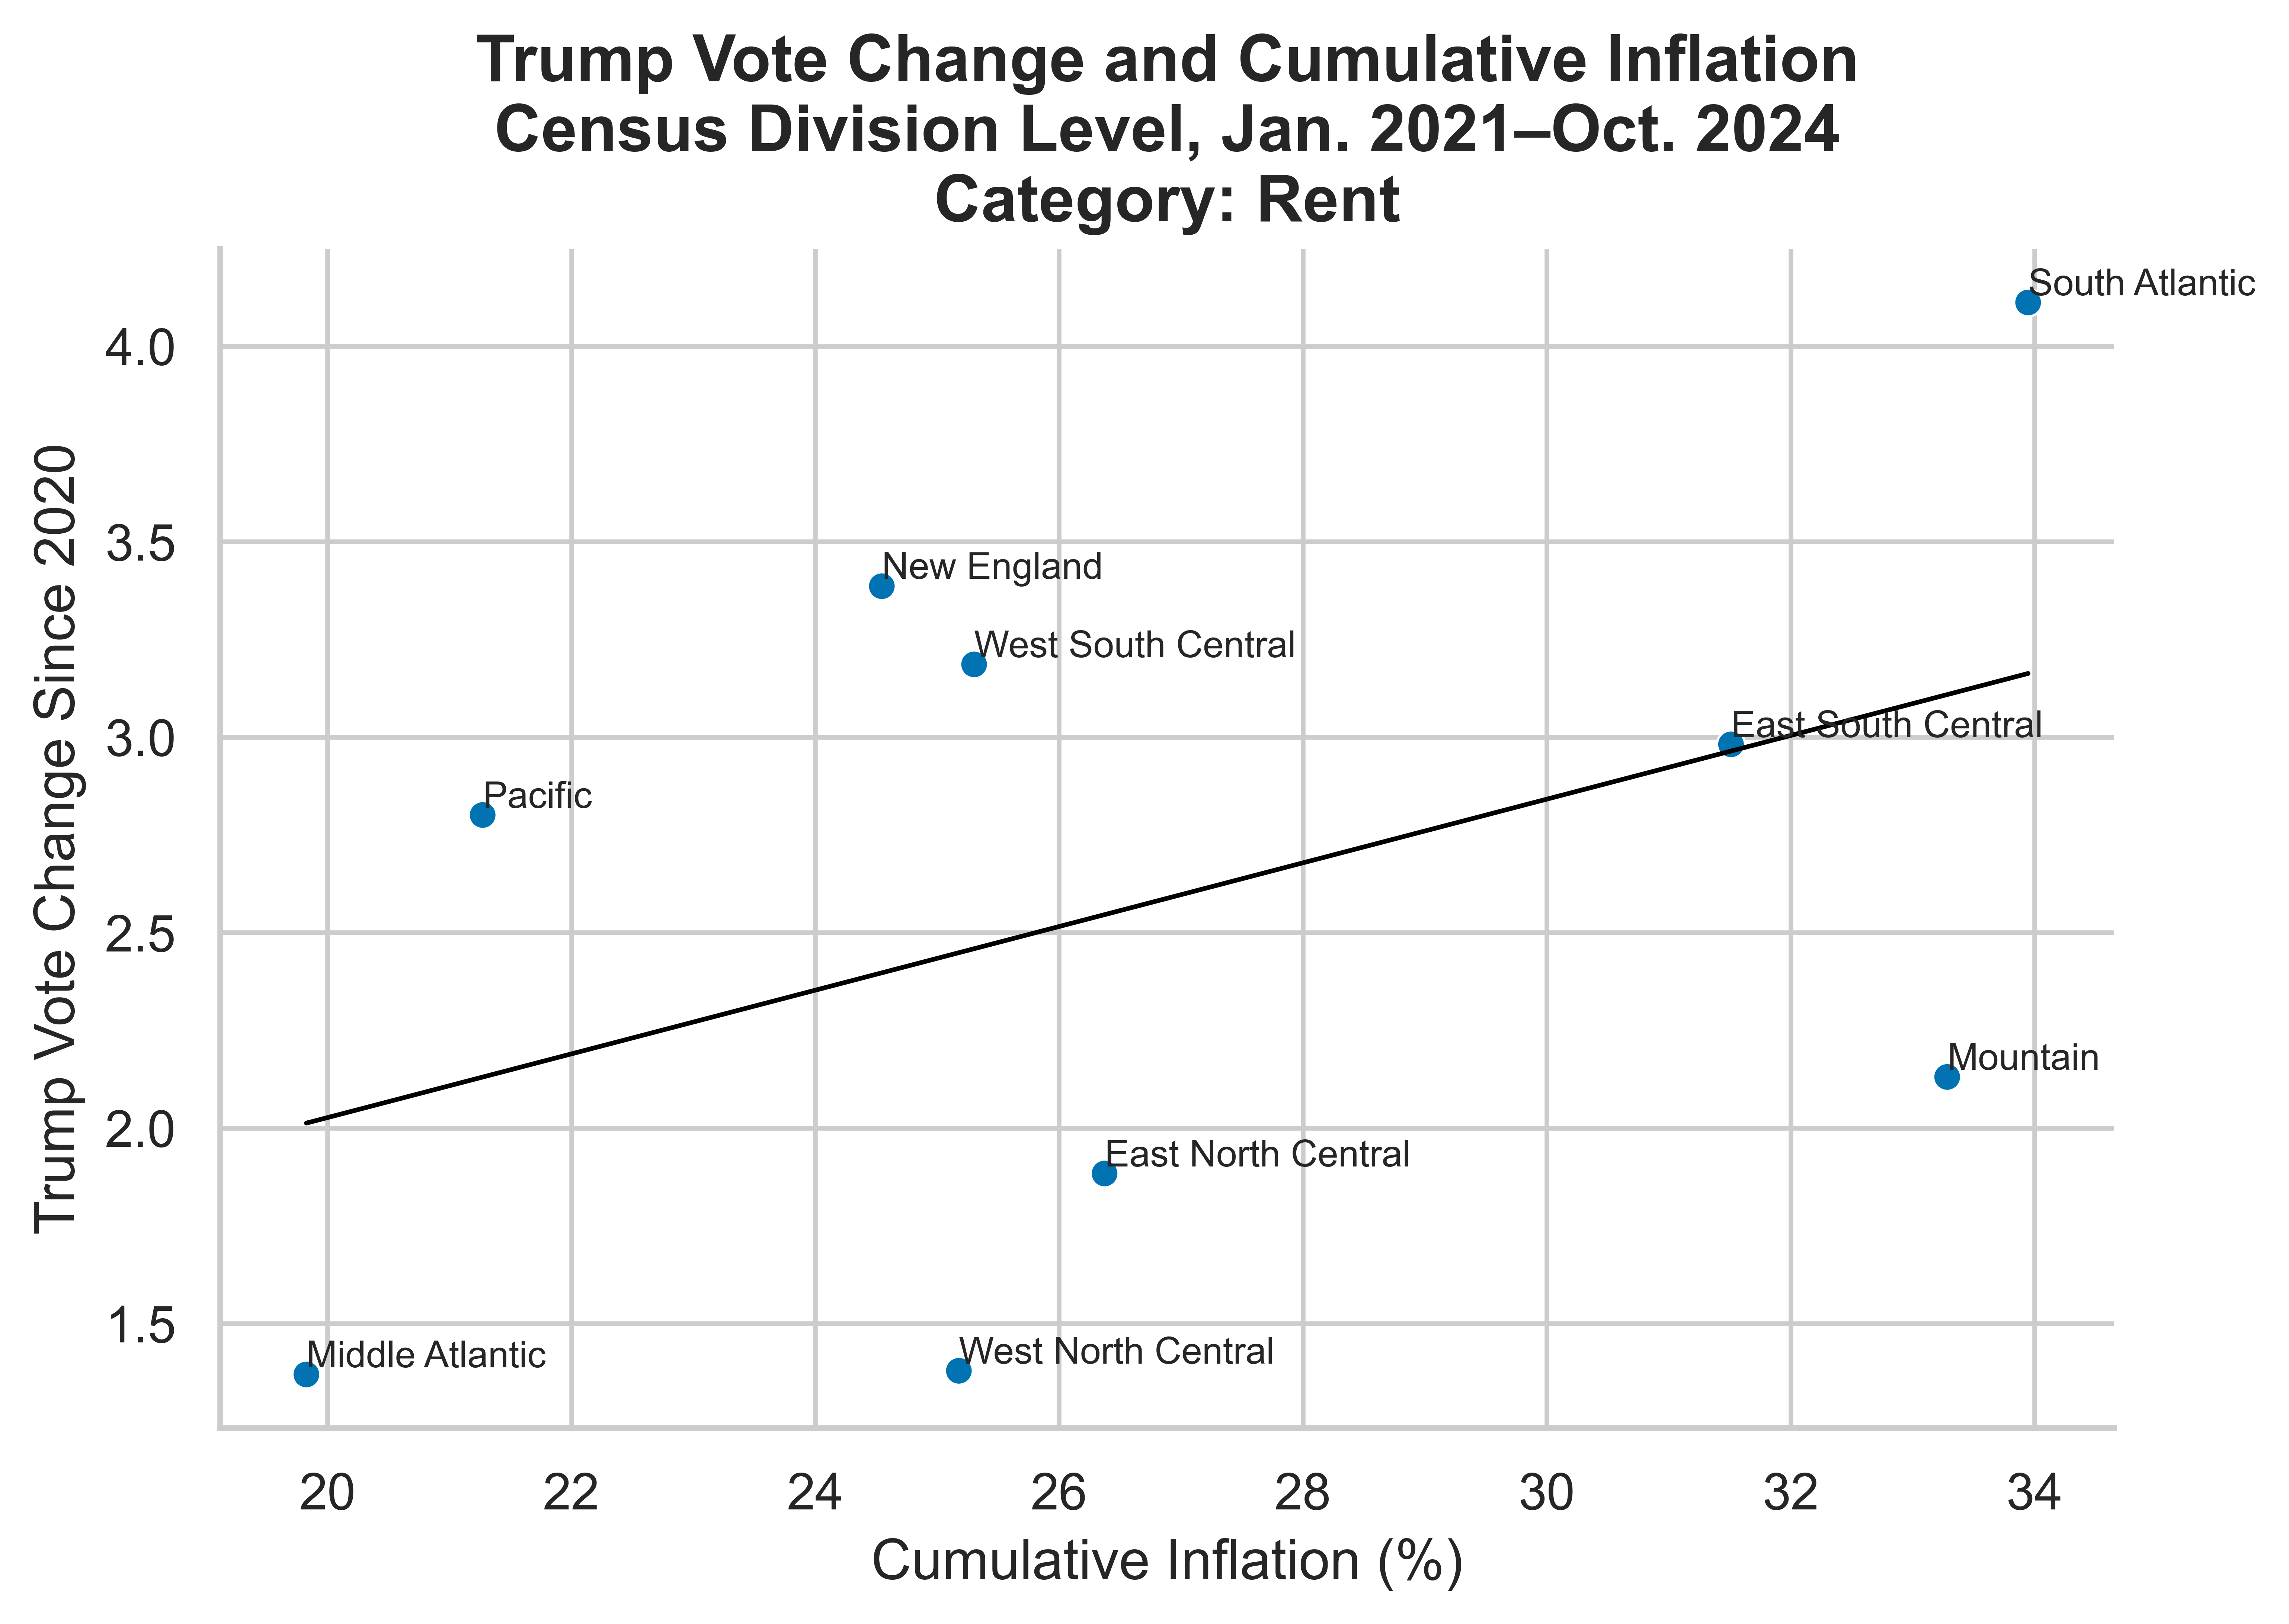 Trump Vote Change and Cumulative Inflation
Census Division Level, Jan. 2021–Oct. 2024
Category: Rent
Trump Vote Change Since 2020
4.0
3.5
3.0
2.5
2.0
1.5
South Atlantic
New England
West South Central
East South Central
Pacific
Mountain
East North Central
West North Central
Middle Atlantic
20 22 24 26 28 30 32 34
Cumulative Inflation (%)